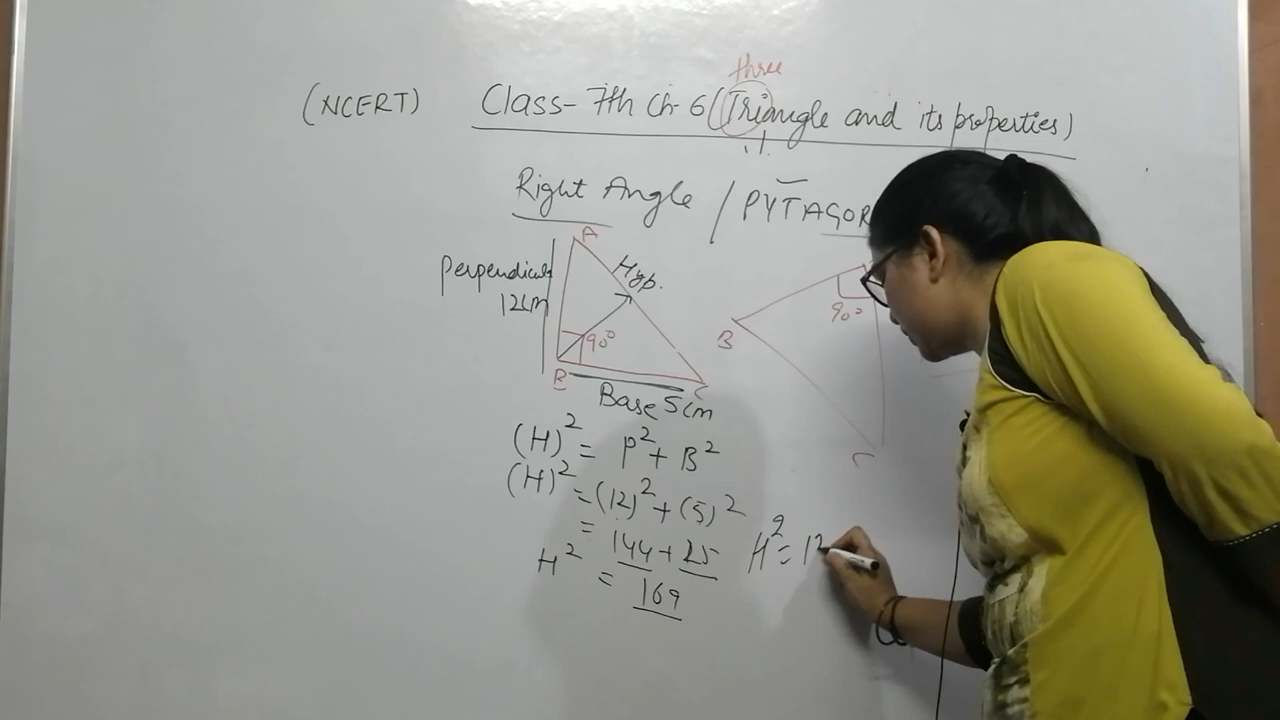 three
(NCERT) Class-7th Ch-6 (Triangle and its properties)
Right Angle / PYTAGOR
A
Perpendicular
12cm
Hyp.
90°
B
C
Base 5cm
90°
B
C
(H)² = P² + B²
(H)² = (12)² + (5)²
= 144 + 25
H² = 169
H² = 1